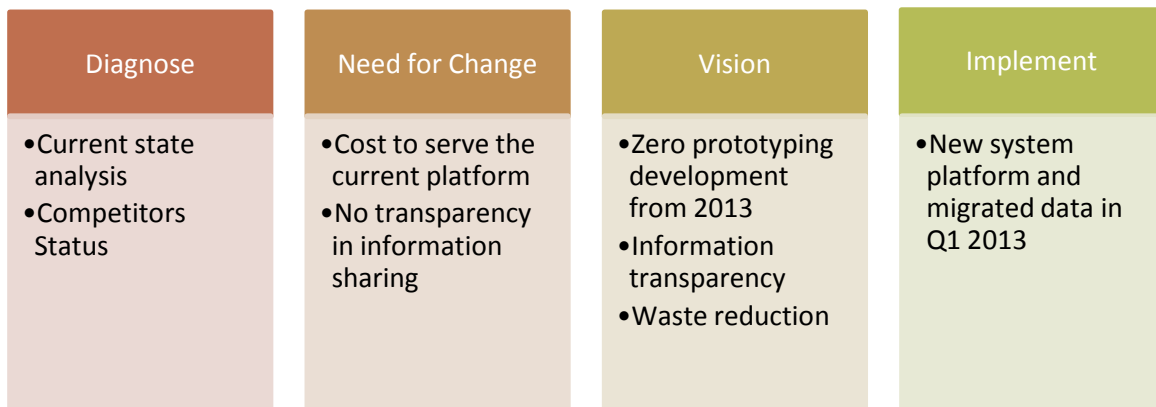 Diagnose
•Current state
analysis
•Competitors
Status
Need for Change
•Cost to serve the
current platform
•No transparency
in information
sharing
Vision
•Zero prototyping
development
from 2013
•Information
transparency
•Waste reduction
Implement
•New system
platform and
migrated data in
Q1 2013